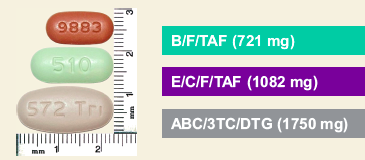 9883
510
572 Tri
3
2
1
mm
1
2
mm
B/F/TAF (721 mg)
E/C/F/TAF (1082 mg)
ABC/3TC/DTG (1750 mg)